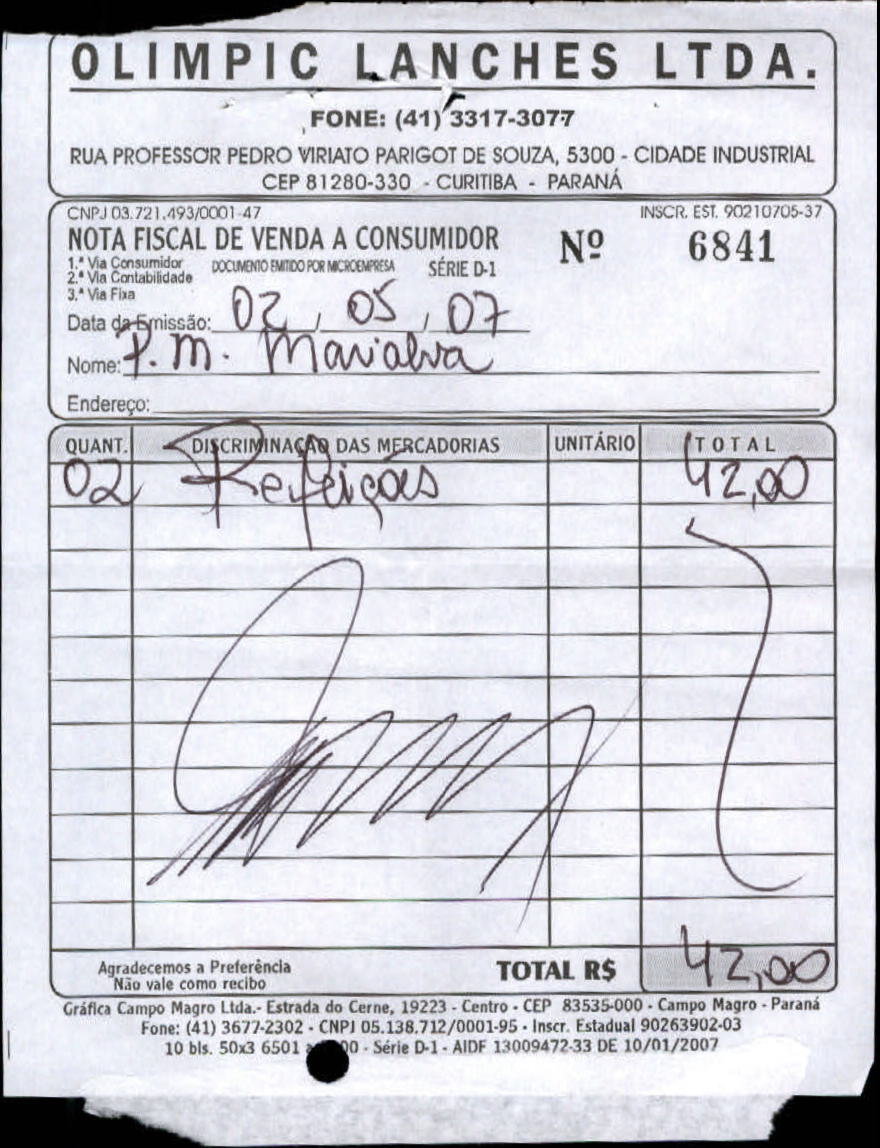 OLIMPIC LANCHES LTDA.
FONE: (41) 3317-3077
RUA PROFESSOR PEDRO VIRIATO PARIGOT DE SOUZA, 5300 - CIDADE INDUSTRIAL
CEP 81280-330 - CURITIBA - PARANÁ
CNPJ 03.721.493/0001-47 INSCR. EST. 90210705-37
NOTA FISCAL DE VENDA A CONSUMIDOR Nº 6841
1.ª Via Consumidor DOCUMENTO EMITIDO POR MICROEMPRESA SÉRIE D-1
2.ª Via Contabilidade
3.ª Via Fixa
Data da Emissão: 02, 05, 07
Nome: P.M. Marialva
Endereço:
QUANT. DISCRIMINAÇÃO DAS MERCADORIAS UNITÁRIO TOTAL
02 Refeições 42,00
Agradecemos a Preferência
Não vale como recibo
TOTAL R$ 42,00
Gráfica Campo Magro Ltda.- Estrada do Cerne, 19223 - Centro - CEP 83535-000 - Campo Magro - Paraná
Fone: (41) 3677-2302 - CNPJ 05.138.712/0001-95 - Inscr. Estadual 90263902-03
10 bls. 50x3 6501 a 00 - Série D-1 - AIDF 13009472-33 DE 10/01/2007